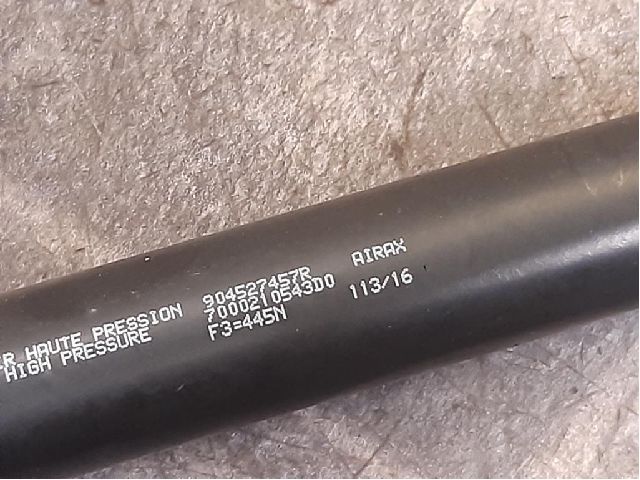 HAUTE PRESSION 904527457R AIRAX
HIGH PRESSURE 7000210543D0 113/16
F3=445N